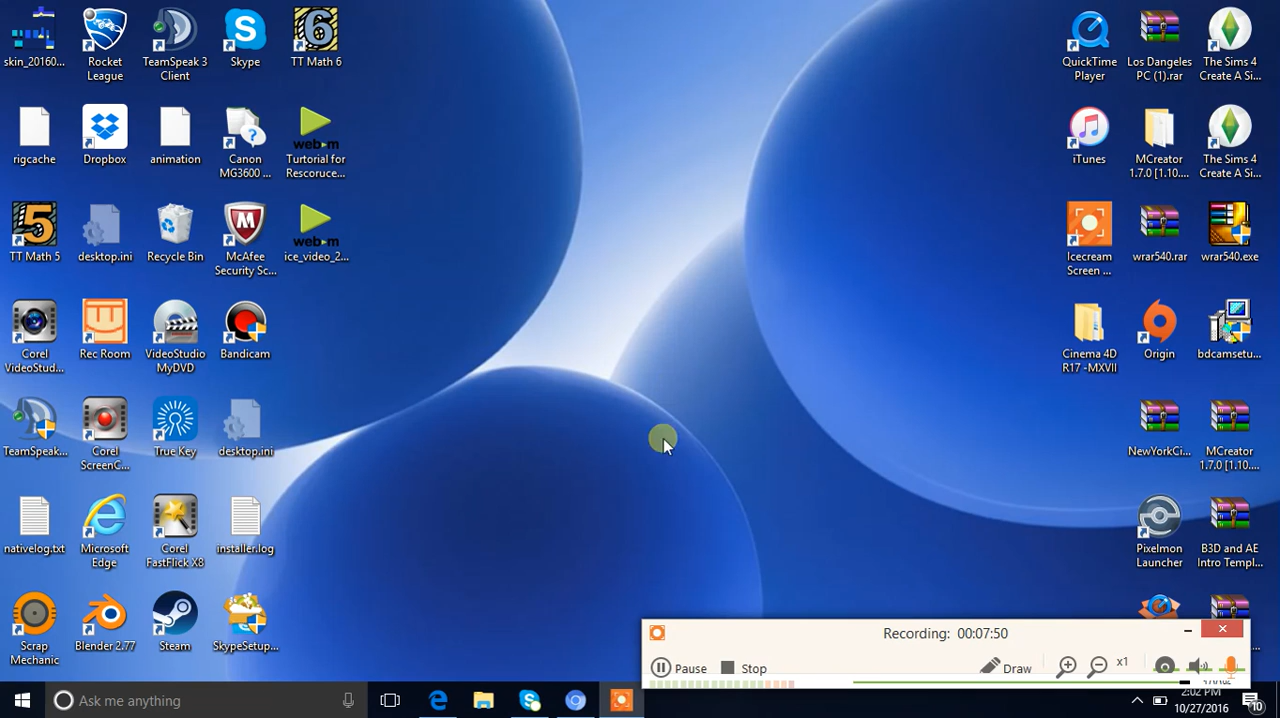 skin_20160...
Rocket
League
TeamSpeak 3
Client
Skype
TT Math 6
rigcache
Dropbox
animation
Canon
MG3600 ...
Turtorial for
Rescoruce...
TT Math 5
desktop.ini
Recycle Bin
McAfee
Security Sc...
ice_video_2...
Corel
VideoStud...
Rec Room
VideoStudio
MyDVD
Bandicam
TeamSpeak...
Corel
ScreenC...
True Key
desktop.ini
nativelog.txt
Microsoft
Edge
Corel
FastFlick X8
installer.log
Scrap
Mechanic
Blender 2.77
Steam
SkypeSetup...
QuickTime
Player
Los Dangeles
PC (1).rar
The Sims 4
Create A Si...
iTunes
MCreator
1.7.0 [1.10....
The Sims 4
Create A Si...
Icecream
Screen ...
wrar540.rar
wrar540.exe
Cinema 4D
R17 -MXVII
Origin
bdcamsetu...
NewYorkCi...
MCreator
1.7.0 [1.10....
Pixelmon
Launcher
B3D and AE
Intro Templ...
Recording: 00:07:50
Pause
Stop
Draw
x1
100%
Ask me anything
2:02 PM
10/27/2016
10